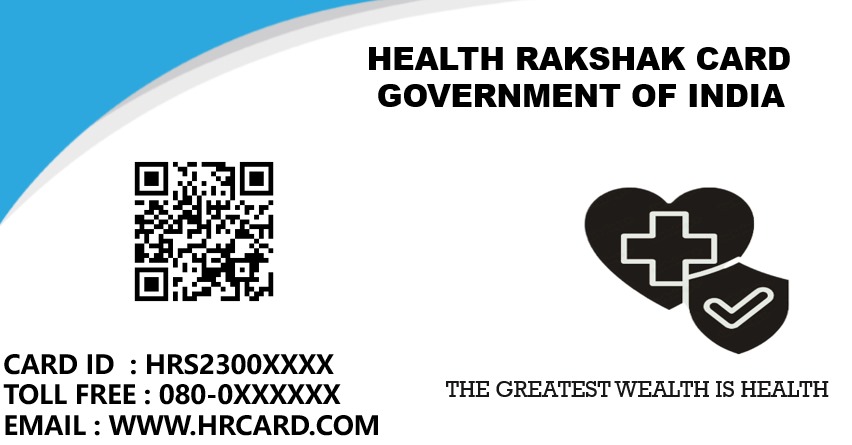 HEALTH RAKSHAK CARD
GOVERNMENT OF INDIA
CARD ID : HRS2300XXXX
TOLL FREE : 080-0XXXXXX
EMAIL : WWW.HRCARD.COM
THE GREATEST WEALTH IS HEALTH